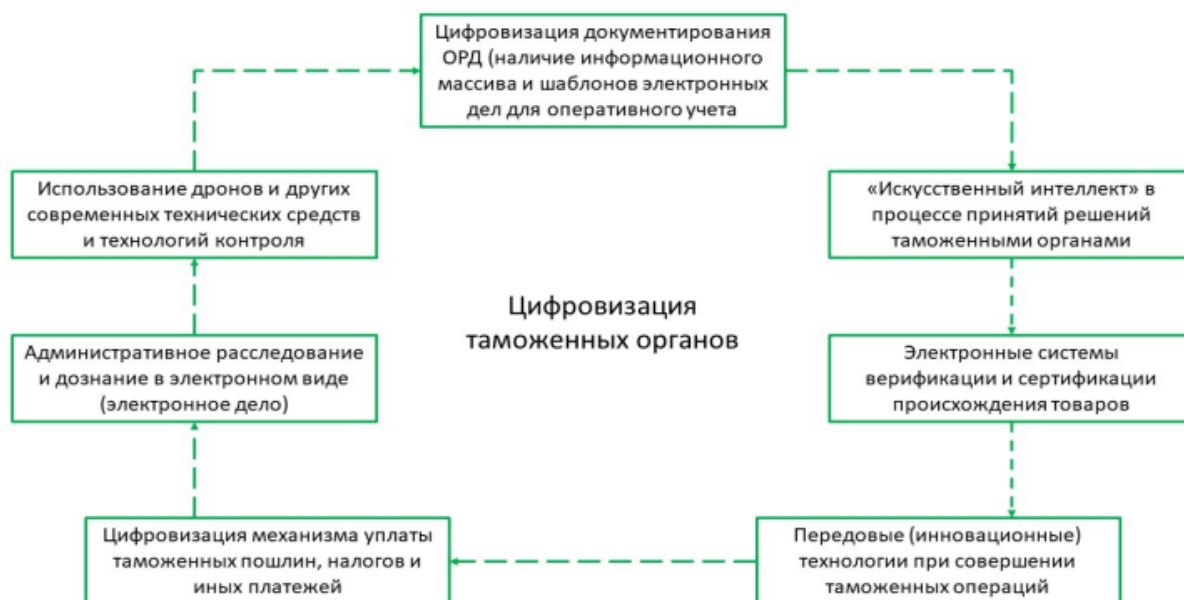 Цифровизация документирования
ОРД (наличие информационного
массива и шаблонов электронных
дел для оперативного учета
Использование дронов и других
современных технических средств
и технологий контроля
«Искусственный интеллект» в
процессе принятий решений
таможенными органами
Цифровизация
таможенных органов
Административное расследование
и дознание в электронном виде
(электронное дело)
Электронные системы
верификации и сертификации
происхождения товаров
Цифровизация механизма уплаты
таможенных пошлин, налогов и
иных платежей
Передовые (инновационные)
технологии при совершении
таможенных операций